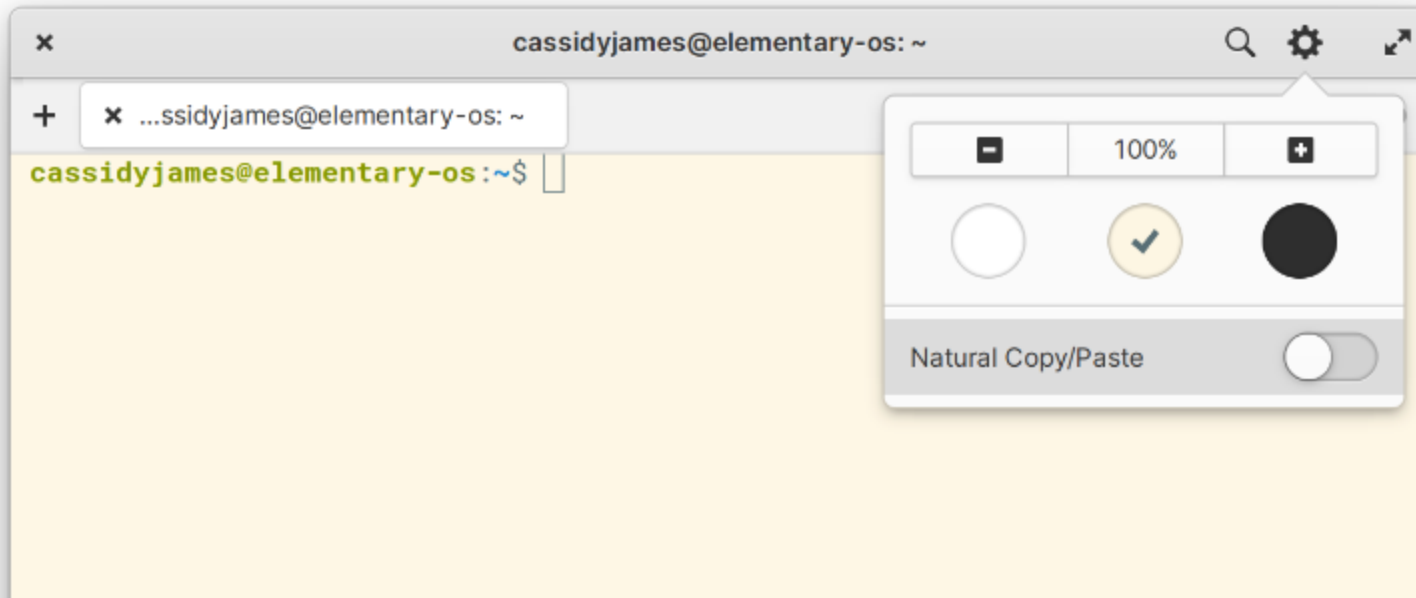 cassidyjames@elementary-os: ~
...ssidyjames@elementary-os: ~
cassidyjames@elementary-os:~$
100%
Natural Copy/Paste